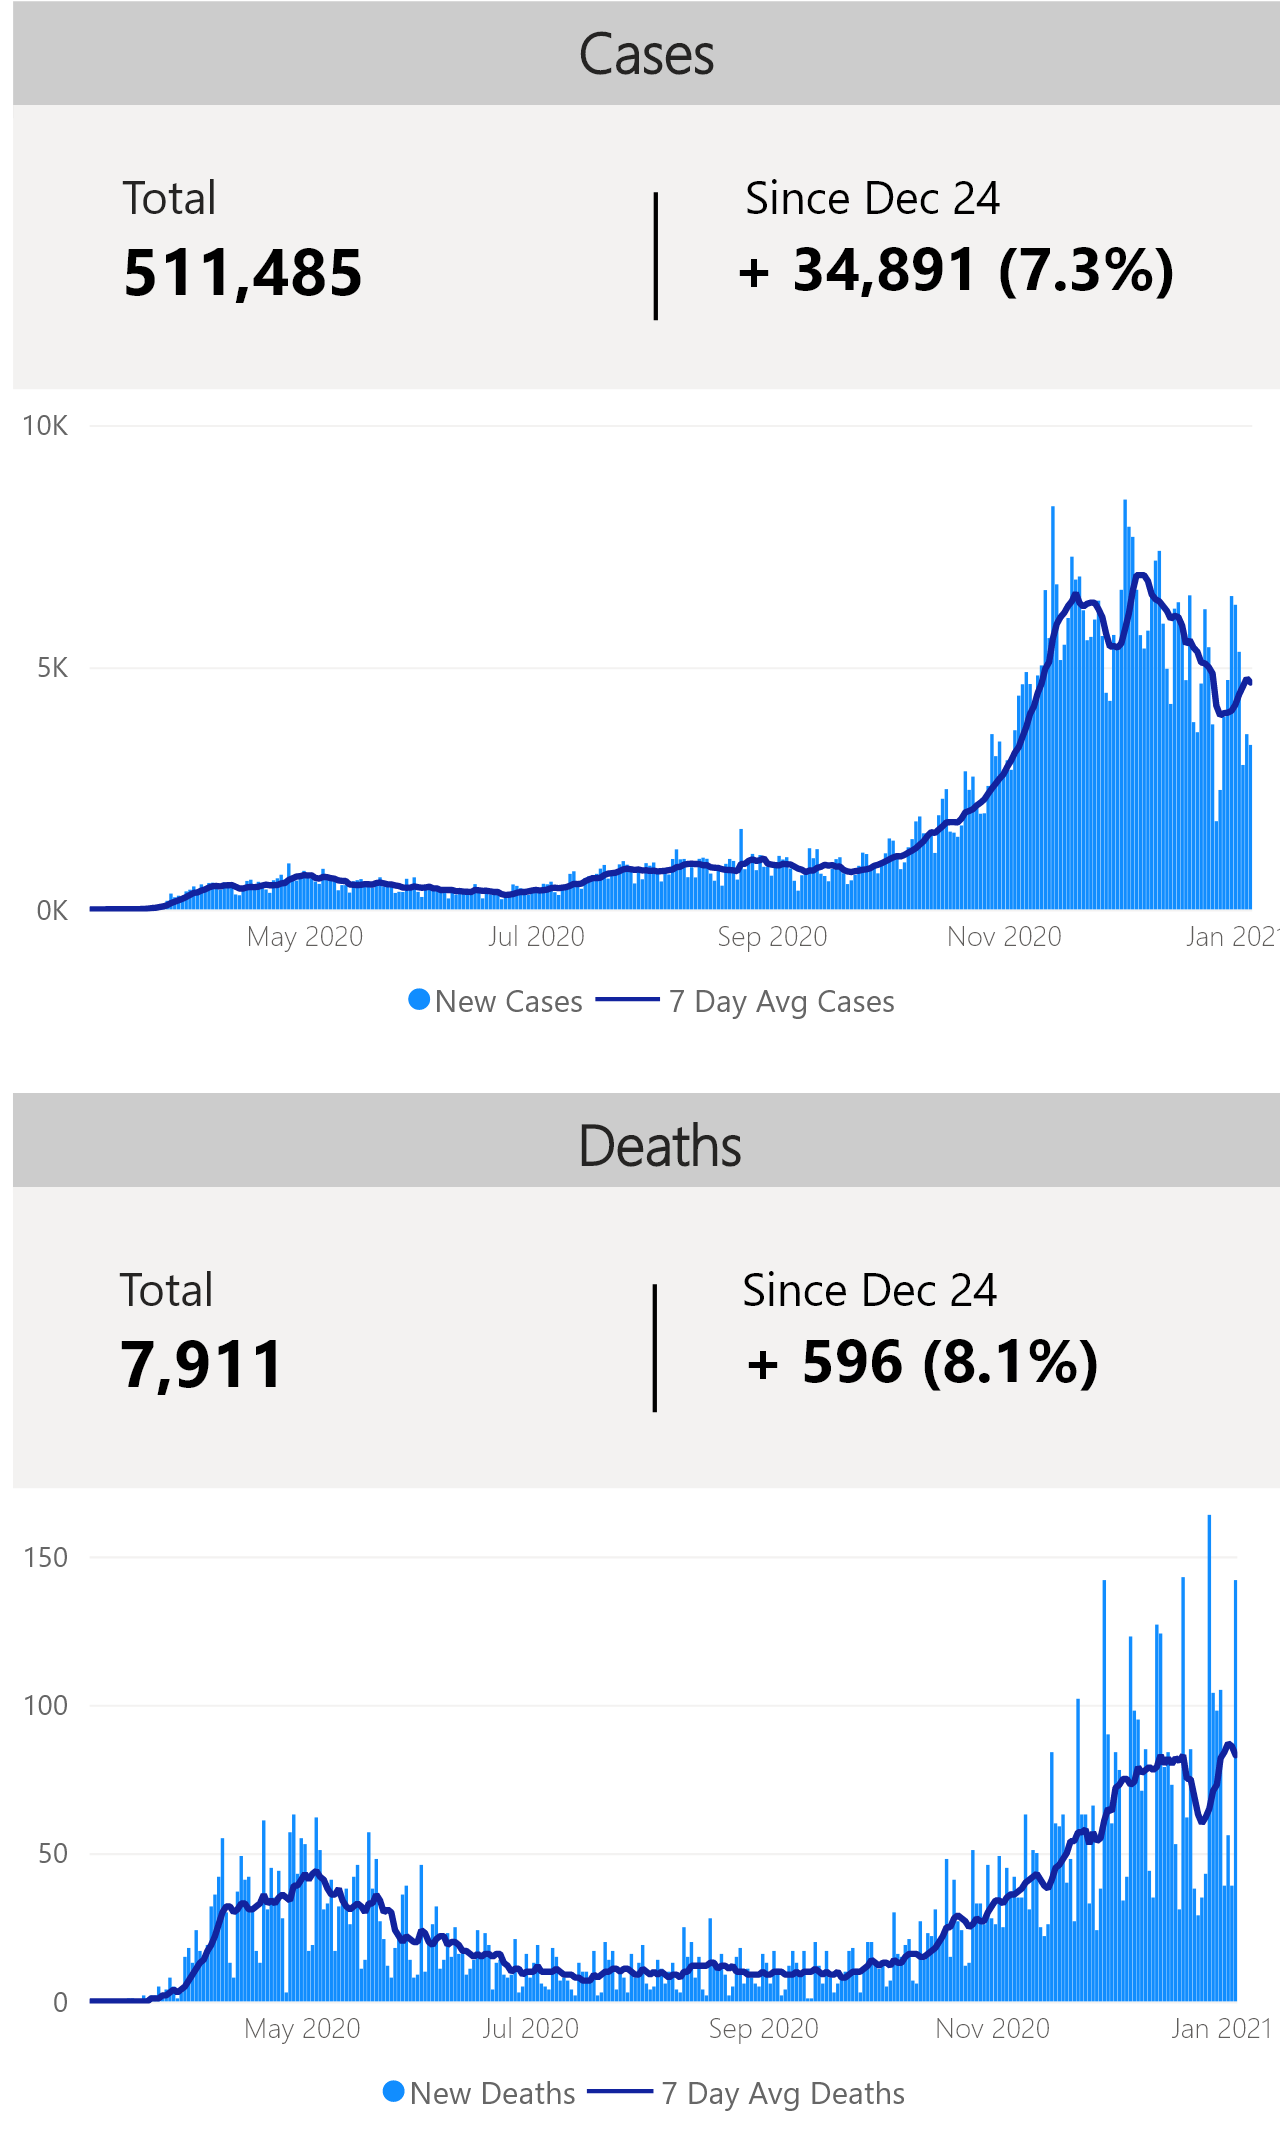 Cases
Total
Since Dec 24
511,485
+ 34,891 (7.3%)
10K
5K
0K
May 2020 Jul 2020 Sep 2020 Nov 2020 Jan 2021
New Cases 7 Day Avg Cases
Deaths
Total
Since Dec 24
7,911
+ 596 (8.1%)
150
100
50
0
May 2020 Jul 2020 Sep 2020 Nov 2020 Jan 2021
New Deaths 7 Day Avg Deaths